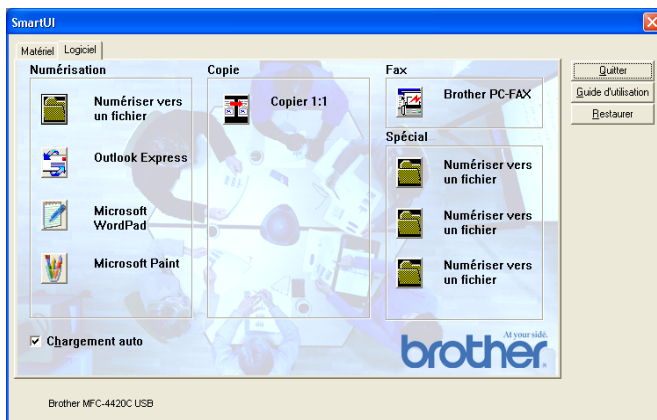 SmartUI
Matériel
Logiciel
Numérisation
Numériser vers
un fichier
Outlook Express
Microsoft
WordPad
Microsoft Paint
Copie
Copier 1:1
Fax
Brother PC-FAX
Spécial
Numériser vers
un fichier
Numériser vers
un fichier
Numériser vers
un fichier
Quitter
Guide d'utilisation
Restaurer
Chargement auto
At your side.
brother
Brother MFC-4420C USB